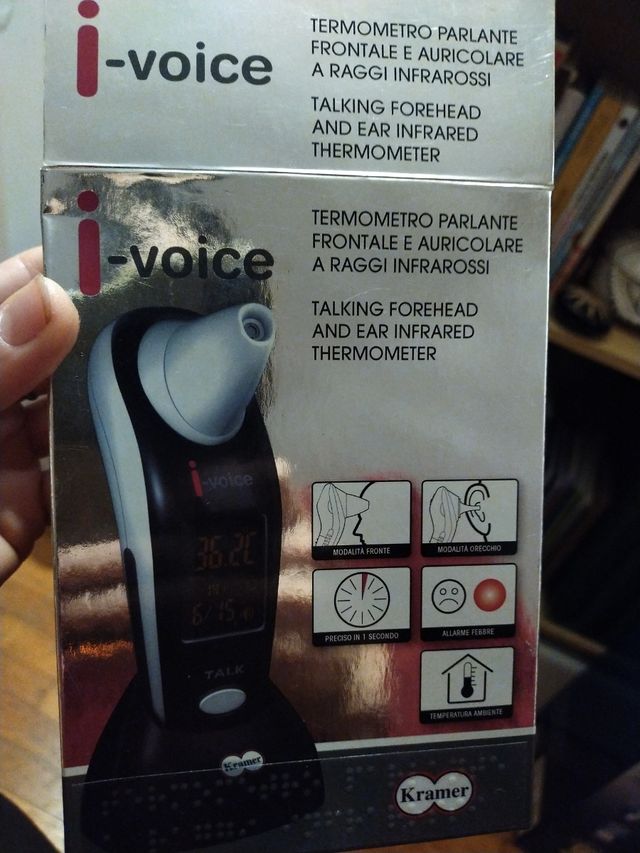 i-voice
TERMOMETRO PARLANTE
FRONTALE E AURICOLARE
A RAGGI INFRAROSSI
TALKING FOREHEAD
AND EAR INFRARED
THERMOMETER
i-voice
TERMOMETRO PARLANTE
FRONTALE E AURICOLARE
A RAGGI INFRAROSSI
TALKING FOREHEAD
AND EAR INFRARED
THERMOMETER
i-voice
36.2C
6/15
TALK
Kramer
MODALITÀ FRONTE
MODALITÀ ORECCHIO
PRECISO IN 1 SECONDO
ALLARME FEBBRE
TEMPERATURA AMBIENTE
Kramer